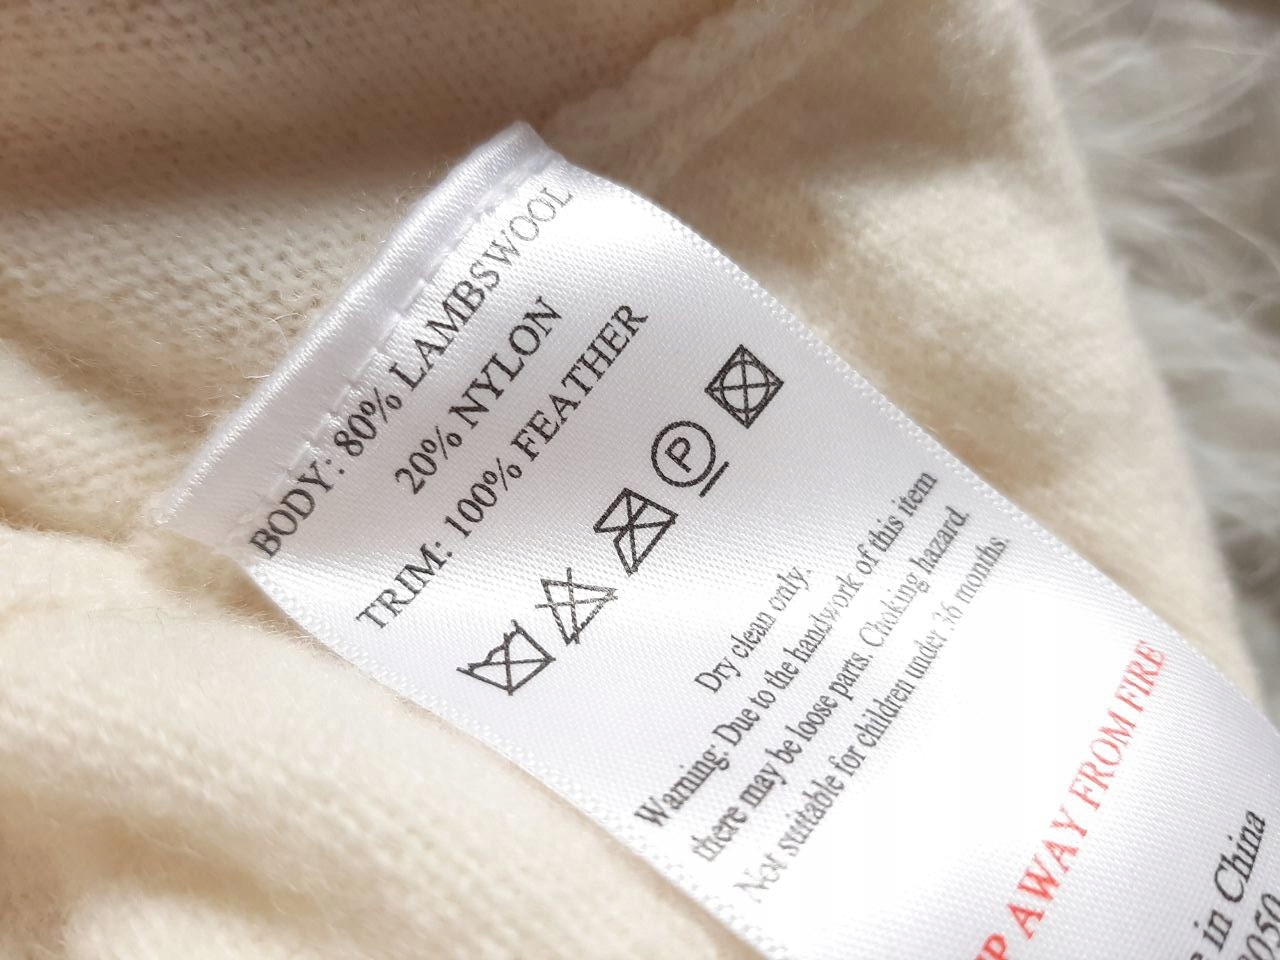 BODY: 80% LAMBSWOOL
20% NYLON
TRIM: 100% FEATHER
P
Dry clean only.
Warning: Due to the handwork of this item
there may be loose parts. Choking hazard.
Not suitable for children under 36 months.
AWAY FROM FIRE
in China